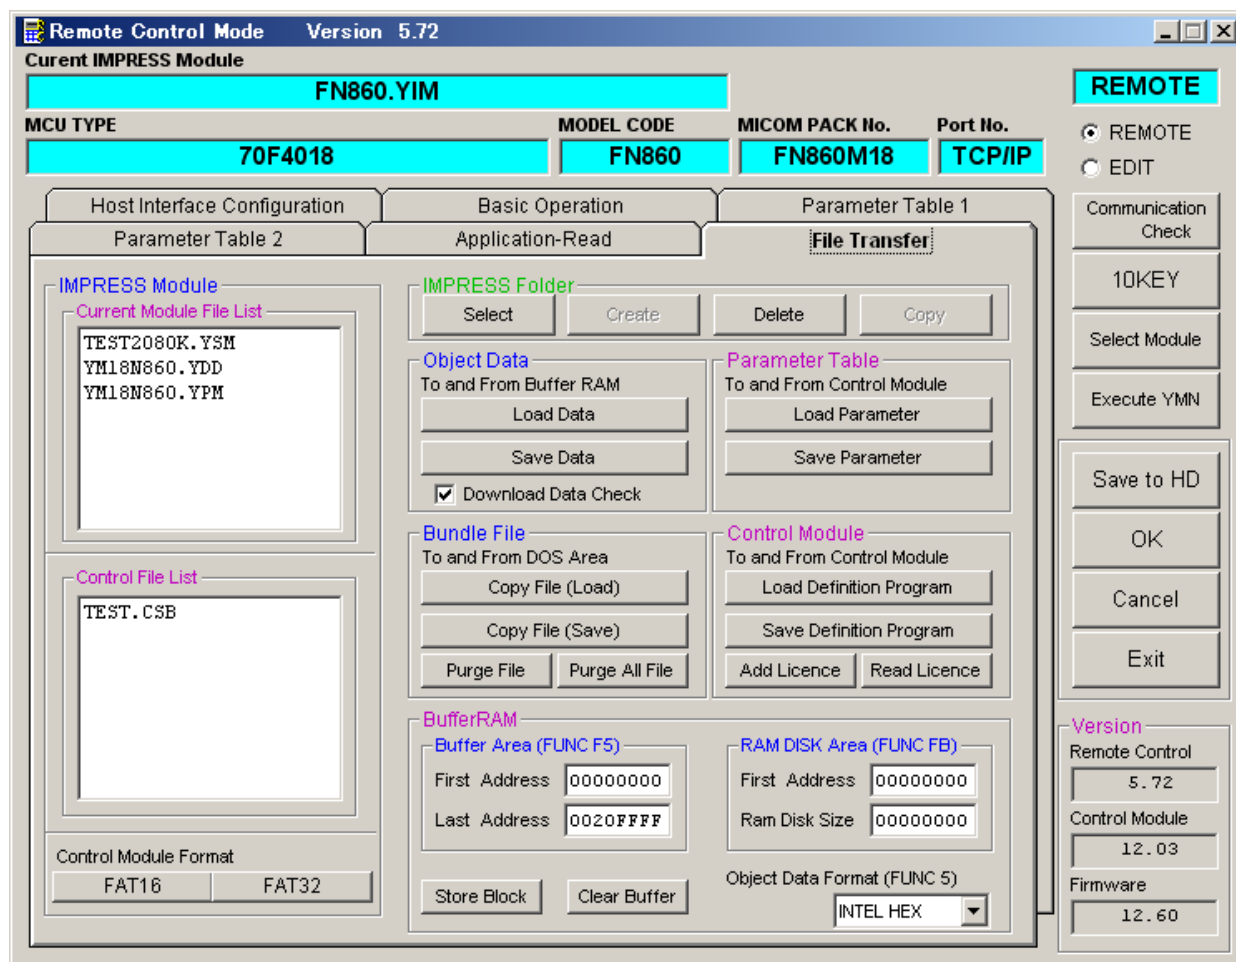 Remote Control Mode Version 5.72
Curent IMPRESS Module
FN860.YIM
MCU TYPE
70F4018
MODEL CODE
FN860
MICOM PACK No.
FN860M18
Port No.
TCP/IP
REMOTE
REMOTE
EDIT
Host Interface Configuration
Basic Operation
Parameter Table 1
Parameter Table 2
Application-Read
File Transfer
IMPRESS Module
Current Module File List
TEST2080K.YSM
YM18N860.YDD
YM18N860.YPM
Control File List
TEST.CSB
Control Module Format
FAT16
FAT32
IMPRESS Folder
Select
Create
Delete
Copy
Object Data
To and From Buffer RAM
Load Data
Save Data
Download Data Check
Parameter Table
To and From Control Module
Load Parameter
Save Parameter
Bundle File
To and From DOS Area
Copy File (Load)
Copy File (Save)
Purge File
Purge All File
Control Module
To and From Control Module
Load Definition Program
Save Definition Program
Add Licence
Read Licence
BufferRAM
Buffer Area (FUNC F5)
First Address 00000000
Last Address 0020FFFF
RAM DISK Area (FUNC FB)
First Address 00000000
Ram Disk Size 00000000
Store Block
Clear Buffer
Object Data Format (FUNC 5)
INTEL HEX
Communication
Check
10KEY
Select Module
Execute YMN
Save to HD
OK
Cancel
Exit
Version
Remote Control
5.72
Control Module
12.03
Firmware
12.60